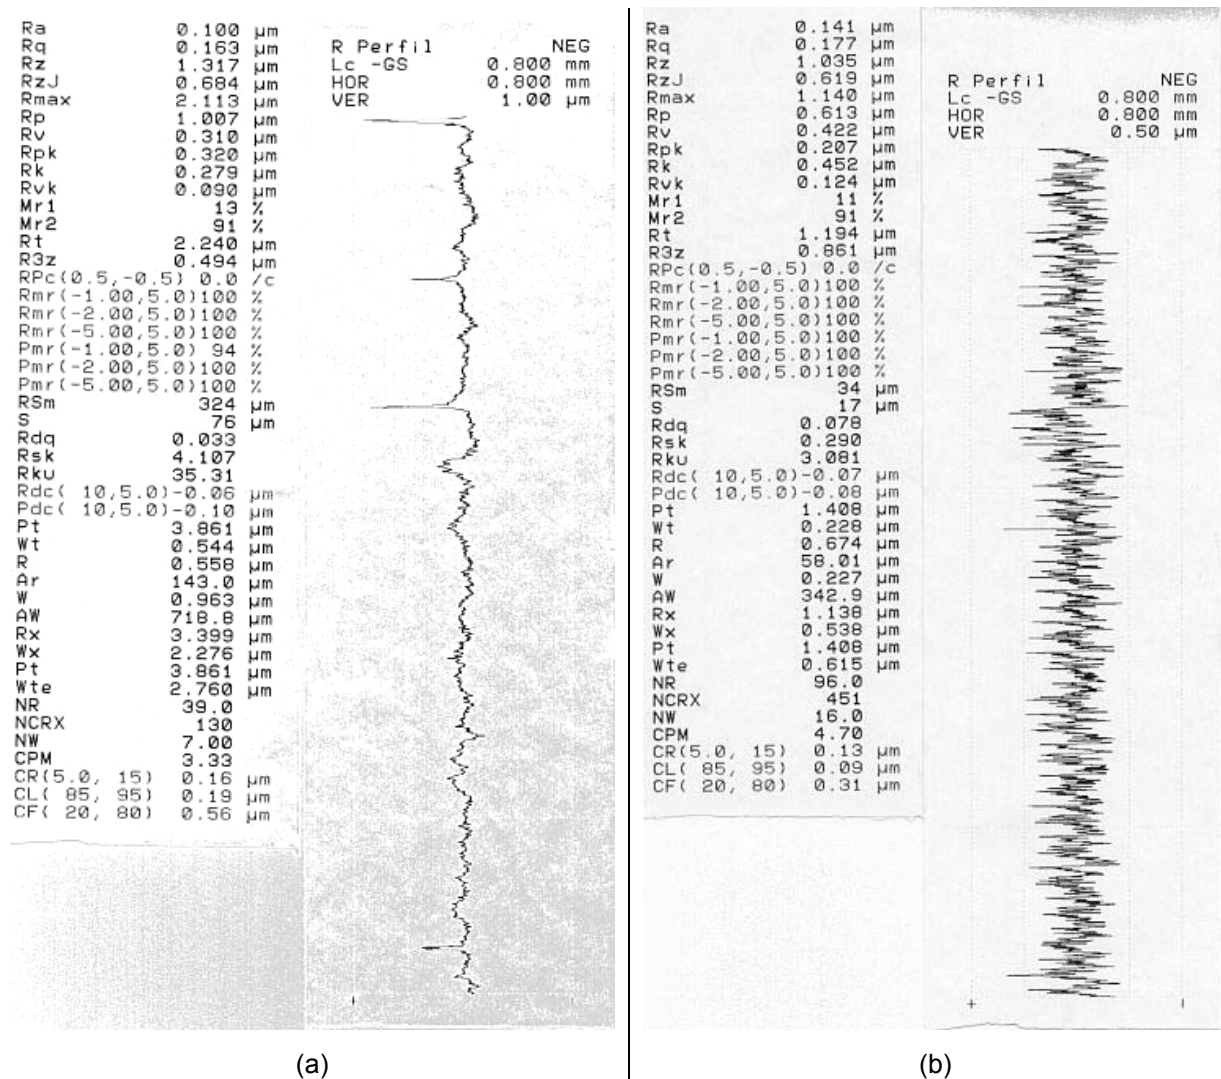 Ra 0.100 µm
Rq 0.163 µm
Rz 1.317 µm
RzJ 0.684 µm
Rmax 2.113 µm
Rp 1.007 µm
Rv 0.310 µm
Rpk 0.320 µm
Rk 0.279 µm
Rvk 0.090 µm
Mr1 13 %
Mr2 91 %
Rt 2.240 µm
R3z 0.494 µm
RPc(0.5,-0.5) 0.0 /c
Rmr(-1.00,5.0)100 %
Rmr(-2.00,5.0)100 %
Rmr(-5.00,5.0)100 %
Pmr(-1.00,5.0) 94 %
Pmr(-2.00,5.0)100 %
Pmr(-5.00,5.0)100 %
RSm 324 µm
S 76 µm
Rdq 0.033
Rsk 4.107
Rku 35.31
Rdc( 10,5.0)-0.06 µm
Pdc( 10,5.0)-0.10 µm
Pt 3.861 µm
Wt 0.544 µm
R 0.558 µm
Ar 143.0 µm
W 0.963 µm
AW 718.8 µm
Rx 3.399 µm
Wx 2.276 µm
Pt 3.861 µm
Wte 2.760 µm
NR 39.0
NCRX 130
NW 7.00
CPM 3.33
CR(5.0, 15) 0.16 µm
CL( 85, 95) 0.19 µm
CF( 20, 80) 0.56 µm
R Perfil NEG
Lc -GS 0.800 mm
HOR 0.800 mm
VER 1.00 µm
(a)
Ra 0.141 µm
Rq 0.177 µm
Rz 1.035 µm
RzJ 0.619 µm
Rmax 1.140 µm
Rp 0.613 µm
Rv 0.422 µm
Rpk 0.207 µm
Rk 0.452 µm
Rvk 0.124 µm
Mr1 11 %
Mr2 91 %
Rt 1.194 µm
R3z 0.861 µm
RPc(0.5,-0.5) 0.0 /c
Rmr(-1.00,5.0)100 %
Rmr(-2.00,5.0)100 %
Rmr(-5.00,5.0)100 %
Pmr(-1.00,5.0)100 %
Pmr(-2.00,5.0)100 %
Pmr(-5.00,5.0)100 %
RSm 34 µm
S 17 µm
Rdq 0.078
Rsk 0.290
Rku 3.081
Rdc( 10,5.0)-0.07 µm
Pdc( 10,5.0)-0.08 µm
Pt 1.408 µm
Wt 0.228 µm
R 0.674 µm
Ar 58.01 µm
W 0.227 µm
AW 342.9 µm
Rx 1.138 µm
Wx 0.538 µm
Pt 1.408 µm
Wte 0.615 µm
NR 96.0
NCRX 451
NW 16.0
CPM 4.70
CR(5.0, 15) 0.13 µm
CL( 85, 95) 0.09 µm
CF( 20, 80) 0.31 µm
R Perfil NEG
Lc -GS 0.800 mm
HOR 0.800 mm
VER 0.50 µm
(b)